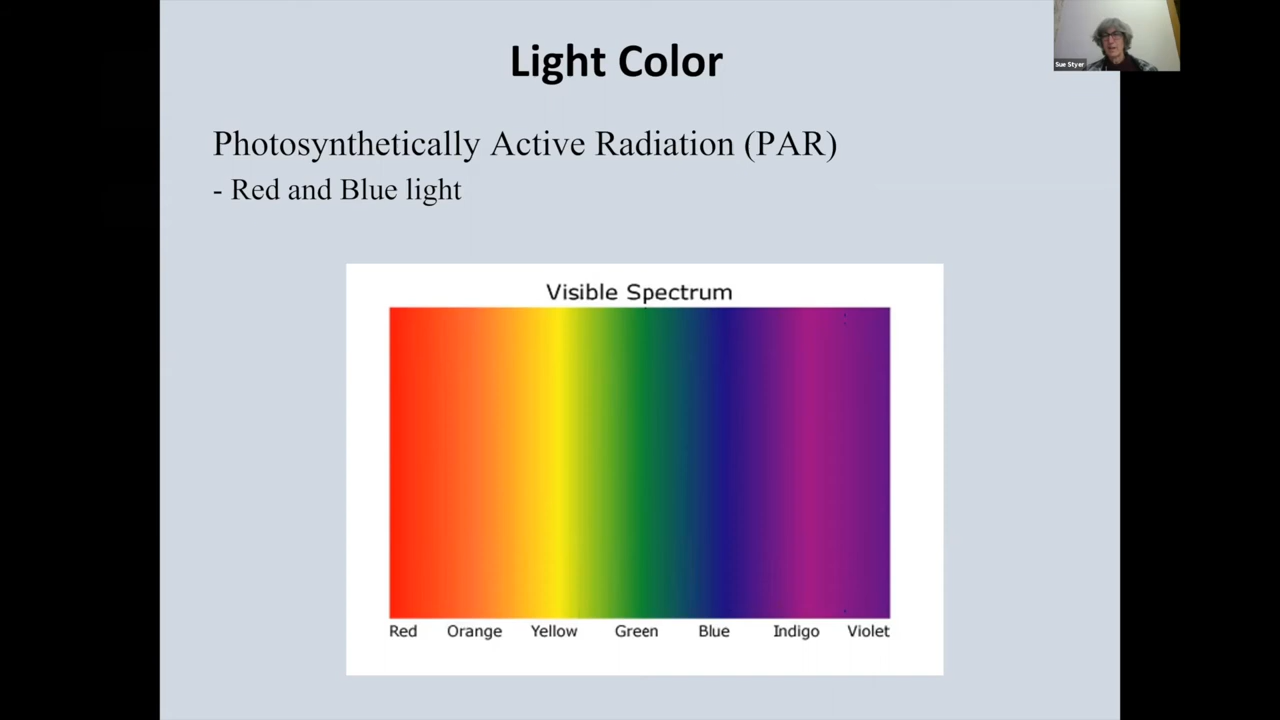 Light Color
Sue Styer
Photosynthetically Active Radiation (PAR)
- Red and Blue light
Visible Spectrum
Red Orange Yellow Green Blue Indigo Violet